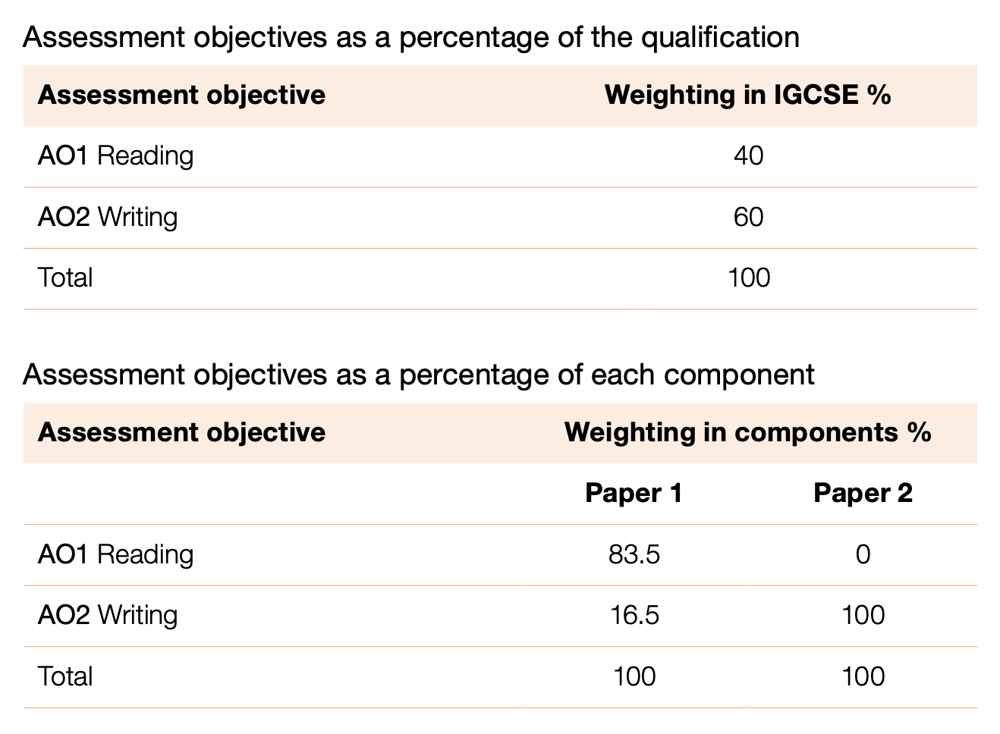 Assessment objectives as a percentage of the qualification
Assessment objective Weighting in IGCSE %
AO1 Reading 40
AO2 Writing 60
Total 100
Assessment objectives as a percentage of each component
Assessment objective Weighting in components %
Paper 1 Paper 2
AO1 Reading 83.5 0
AO2 Writing 16.5 100
Total 100 100